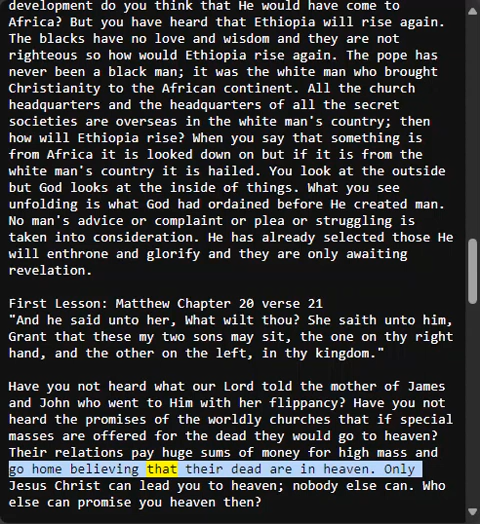 development do you think that He would have come to
Africa? But you have heard that Ethiopia will rise again.
The blacks have no love and wisdom and they are not
righteous so how would Ethiopia rise again. The pope has
never been a black man; it was the white man who brought
Christianity to the African continent. All the church
headquarters and the headquarters of all the secret
societies are overseas in the white man's country; then
how will Ethiopia rise? When you say that something is
from Africa it is looked down on but if it is from the
white man's country it is hailed. You look at the outside
but God looks at the inside of things. What you see
unfolding is what God had ordained before He created man.
No man's advice or complaint or plea or struggling is
taken into consideration. He has already selected those He
will enthrone and glorify and they are only awaiting
revelation.

First Lesson: Matthew Chapter 20 verse 21
"And he said unto her, What wilt thou? She saith unto him,
Grant that these my two sons may sit, the one on thy right
hand, and the other on the left, in thy kingdom."

Have you not heard what our Lord told the mother of James
and John who went to Him with her flippancy? Have you not
heard the promises of the worldly churches that if special
masses are offered for the dead they would go to heaven?
Their relations pay huge sums of money for high mass and
go home believing that their dead are in heaven. Only
Jesus Christ can lead you to heaven; nobody else can. Who
else can promise you heaven then?